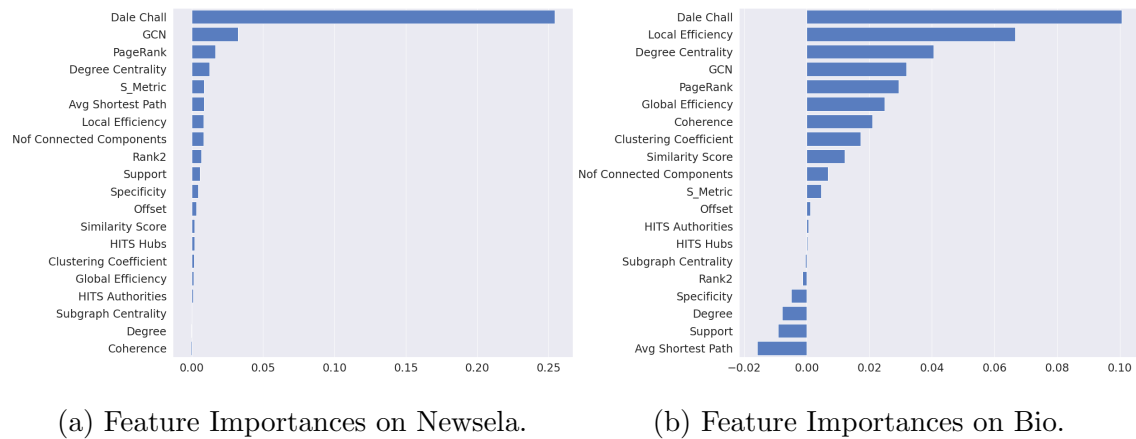 Dale Chall
GCN
PageRank
Degree Centrality
S_Metric
Avg Shortest Path
Local Efficiency
Nof Connected Components
Rank2
Support
Specificity
Offset
Similarity Score
HITS Hubs
Clustering Coefficient
Global Efficiency
HITS Authorities
Subgraph Centrality
Degree
Coherence
0.00 0.05 0.10 0.15 0.20 0.25
(a) Feature Importances on Newsela.
Dale Chall
Local Efficiency
Degree Centrality
GCN
PageRank
Global Efficiency
Coherence
Clustering Coefficient
Similarity Score
Nof Connected Components
S_Metric
Offset
HITS Authorities
HITS Hubs
Subgraph Centrality
Rank2
Specificity
Degree
Support
Avg Shortest Path
−0.02 0.00 0.02 0.04 0.06 0.08 0.10
(b) Feature Importances on Bio.